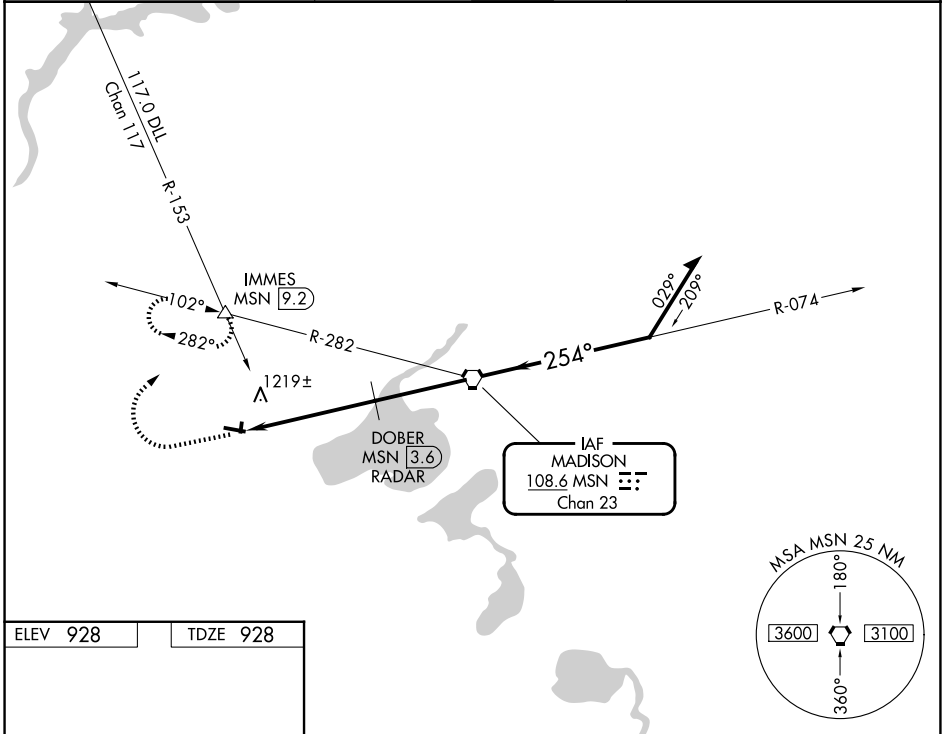 117.0 DLL
Chan 117
R-153
IMMES
MSN 9.2
102°
282°
R-282
1219±
029°
209°
R-074
254°
DOBER
MSN 3.6
RADAR
IAF
MADISON
108.6 MSN
Chan 23
MSA MSN 25 NM
180°
3600
3100
360°
ELEV 928
TDZE 928